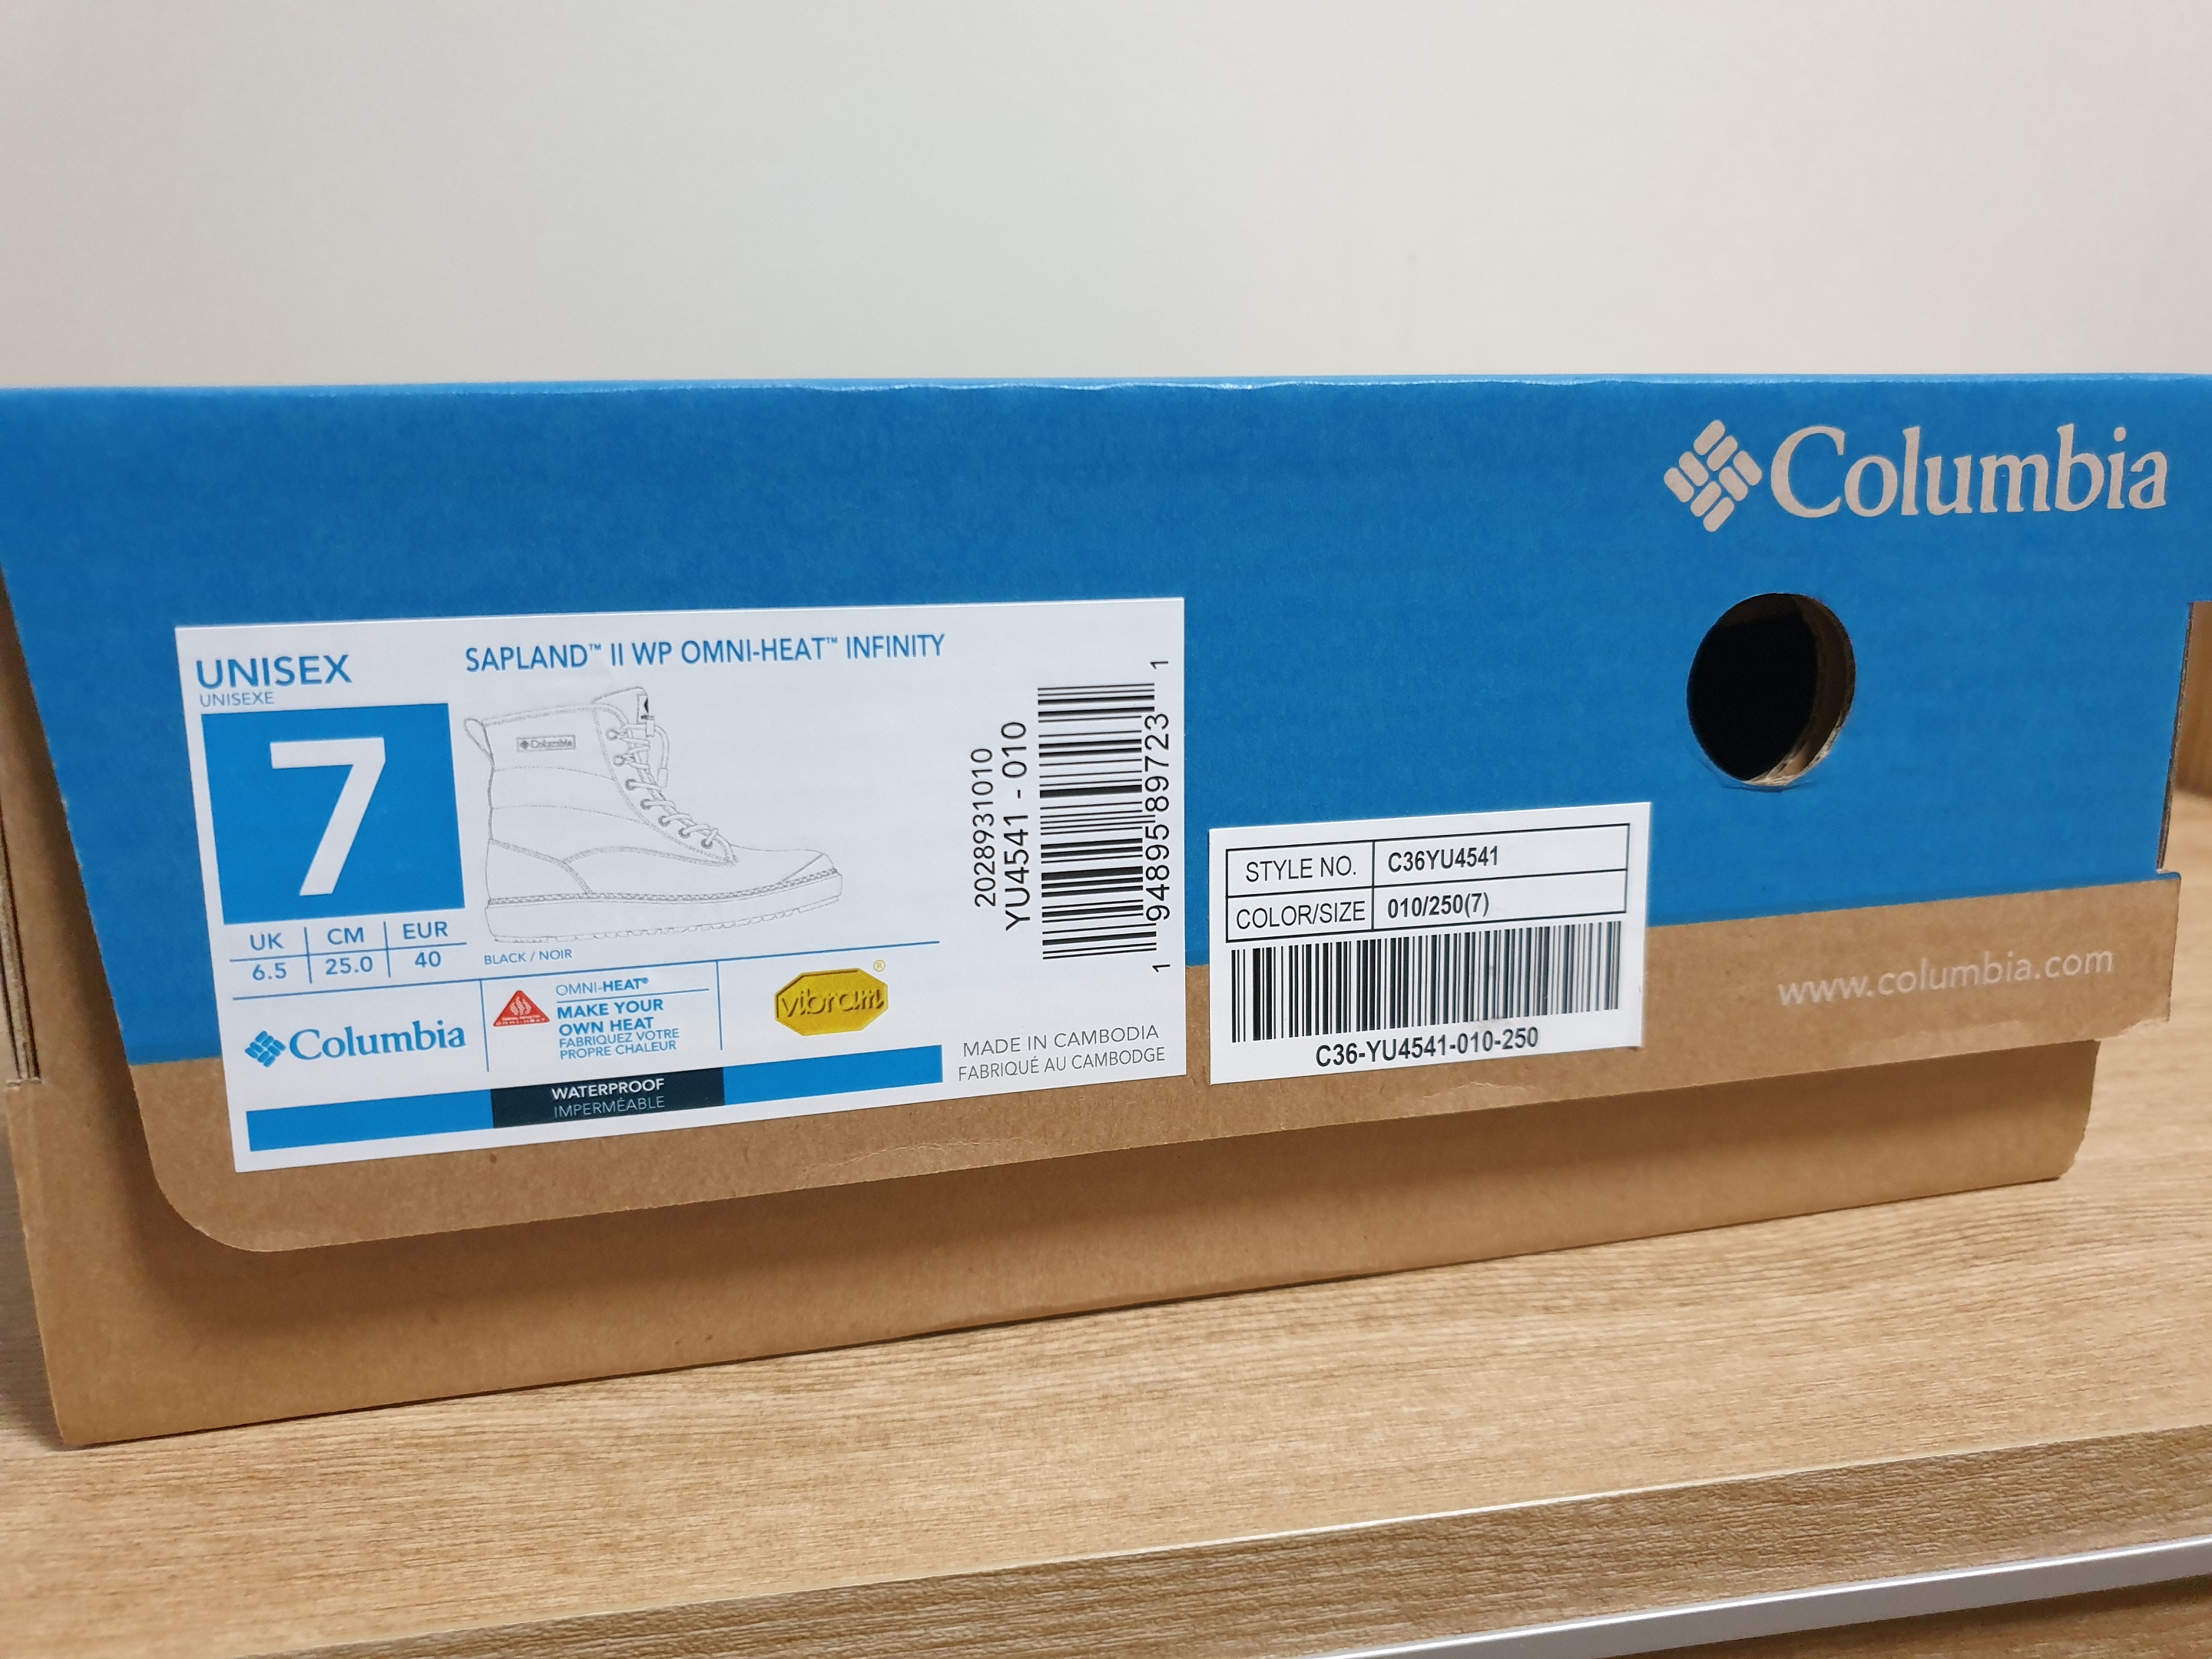 Columbia
UNISEX
UNISEXE
SAPLAND™ II WP OMNI-HEAT™ INFINITY
7
Columbia
UK CM EUR
6.5 25.0 40
BLACK / NOIR
2028931010
YU4541 - 010
1 94895 89723 1
Columbia
OMNI-HEAT®
MAKE YOUR
OWN HEAT
FABRIQUEZ VOTRE
PROPRE CHALEUR
vibram®
WATERPROOF
IMPERMÉABLE
MADE IN CAMBODIA
FABRIQUÉ AU CAMBODGE
STYLE NO. C36YU4541
COLOR/SIZE 010/250(7)
C36-YU4541-010-250
www.columbia.com